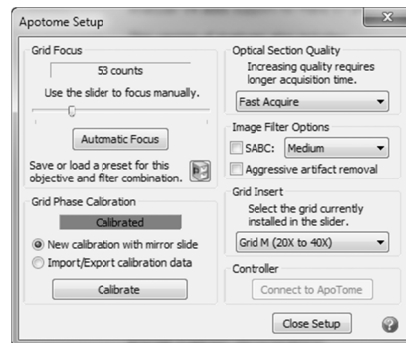 Apotome Setup
Grid Focus
53 counts
Use the slider to focus manually.
Automatic Focus
Save or load a preset for this
objective and filter combination.
Grid Phase Calibration
Calibrated
New calibration with mirror slide
Import/Export calibration data
Calibrate
Optical Section Quality
Increasing quality requires
longer acquisition time.
Fast Acquire
Image Filter Options
SABC: Medium
Aggressive artifact removal
Grid Insert
Select the grid currently
installed in the slider.
Grid M (20X to 40X)
Controller
Connect to ApoTome
Close Setup